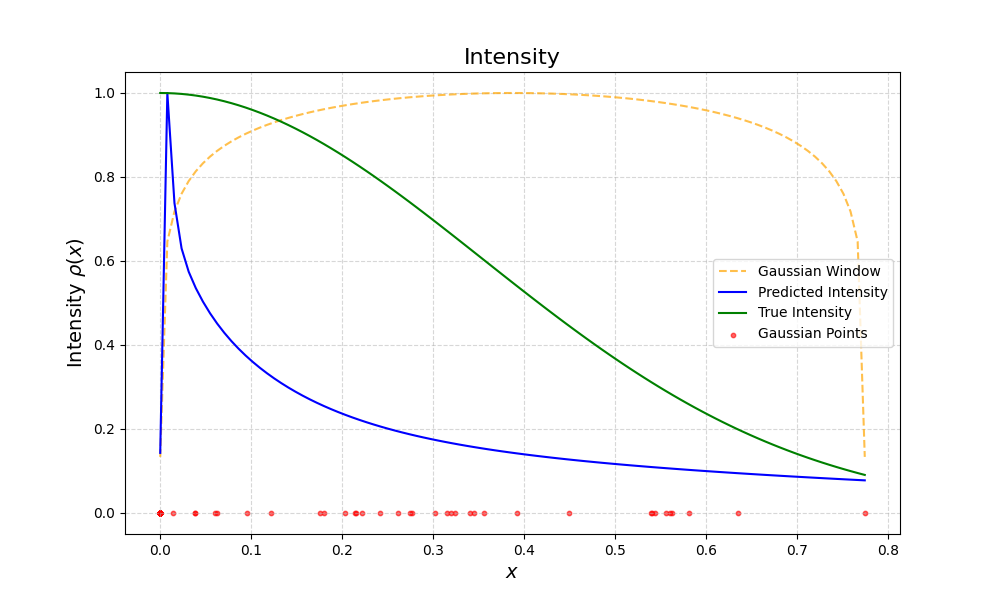 Intensity
Intensity ρ(x)
1.0
0.8
0.6
0.4
0.2
0.0
Gaussian Window
Predicted Intensity
True Intensity
Gaussian Points
0.0 0.1 0.2 0.3 0.4 0.5 0.6 0.7 0.8
x